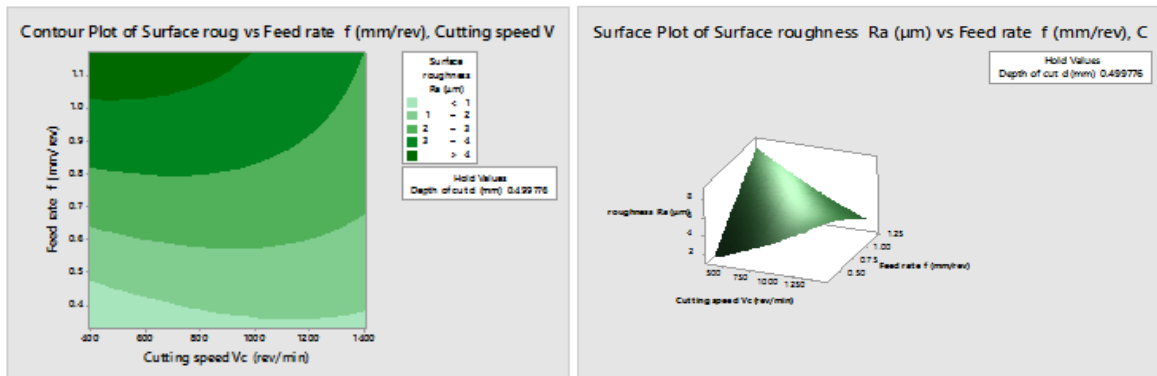 Contour Plot of Surface roug vs Feed rate f (mm/rev), Cutting speed V
Surface
roughness
Ra (µm)
< 1
1 – 2
2 – 3
3 – 4
> 4
Hold Values
Depth of cut d (mm) 0.499776
Feed rate f (mm/rev)
1.1
1.0
0.9
0.8
0.7
0.6
0.5
0.4
400 600 800 1000 1200 1400
Cutting speed Vc (rev/min)
Surface Plot of Surface roughness Ra (µm) vs Feed rate f (mm/rev), C
Hold Values
Depth of cut d (mm) 0.499776
8
roughness Ra (µm)
6
4
2
1.25
1.00
0.75
0.50
Feed rate f (mm/rev)
500 750 1000 1250
Cutting speed Vc (rev/min)